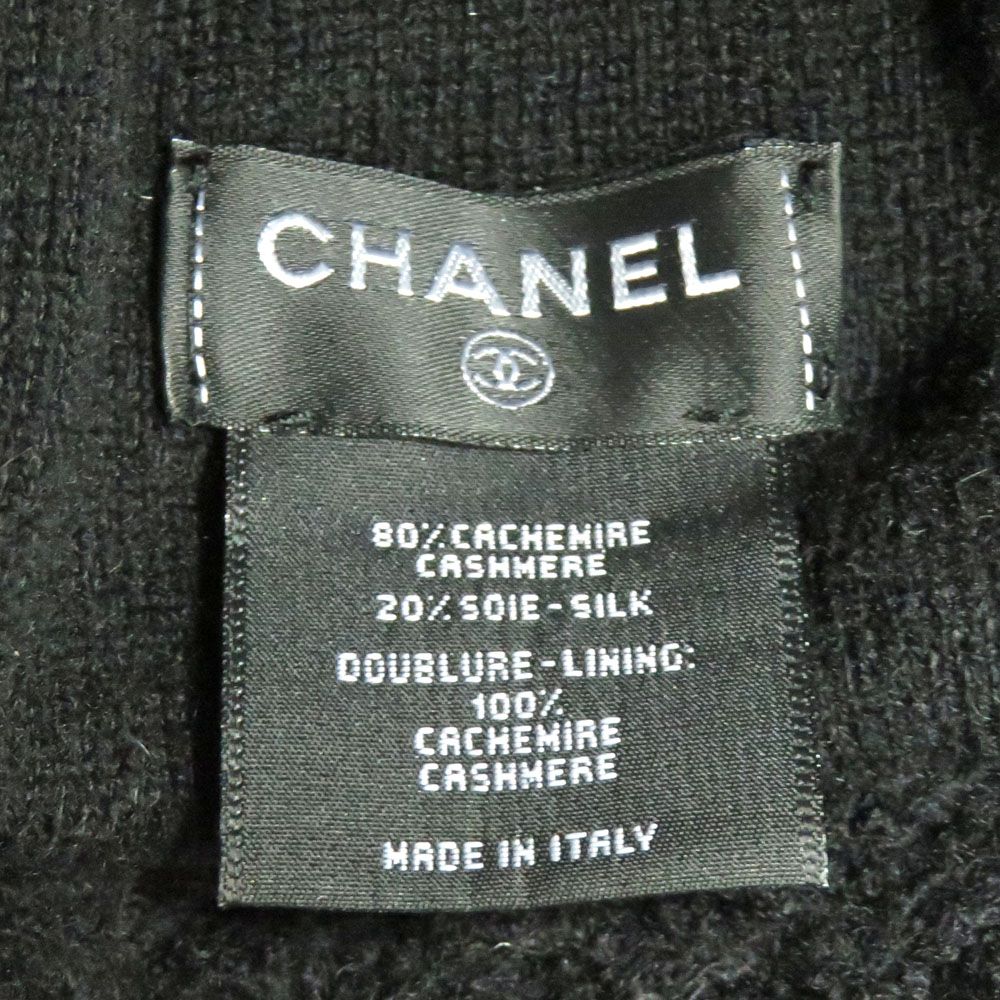 CHANEL
80% CACHEMIRE
CASHMERE
20% SOIE - SILK
DOUBLURE - LINING:
100%
CACHEMIRE
CASHMERE
MADE IN ITALY